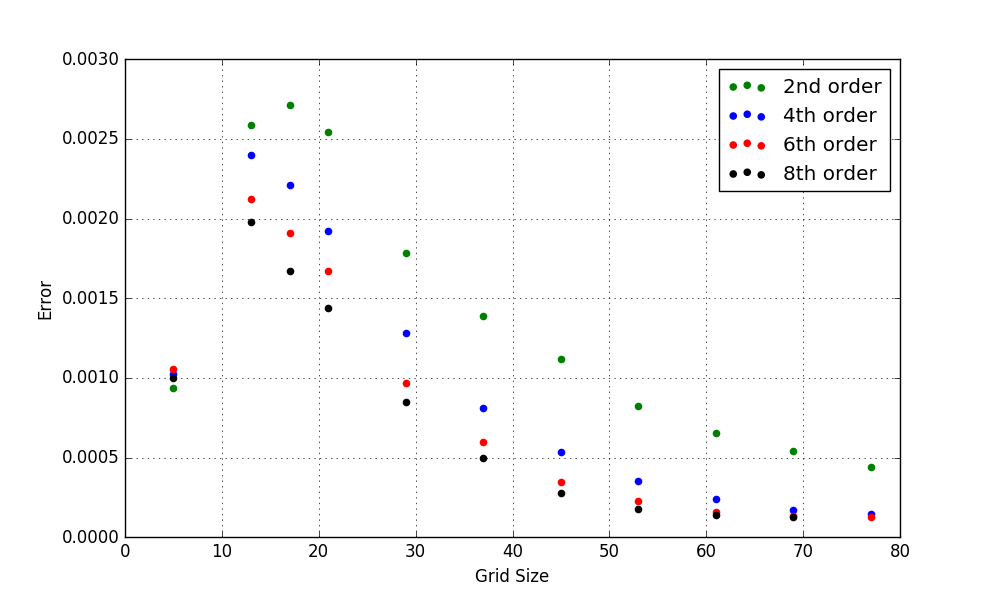 0.0030
0.0025
0.0020
0.0015
0.0010
0.0005
0.0000
Error
0 10 20 30 40 50 60 70 80
Grid Size
2nd order
4th order
6th order
8th order